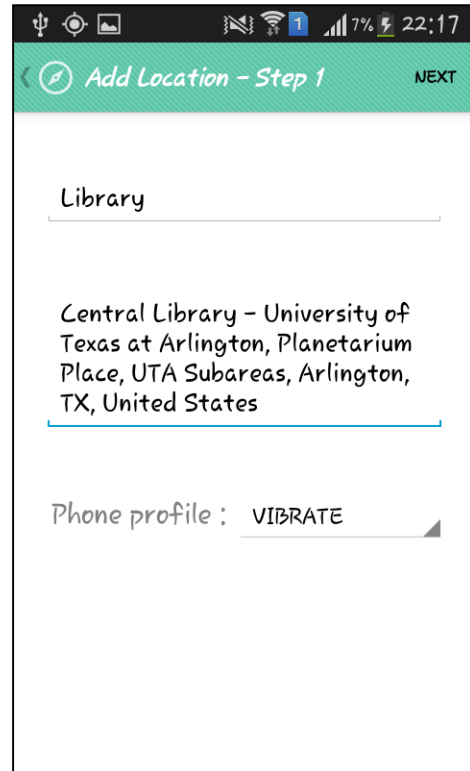 1 7% 22:17
Add Location - Step 1 NEXT
Library
Central Library - University of
Texas at Arlington, Planetarium
Place, UTA Subareas, Arlington,
TX, United States
Phone profile : VIBRATE